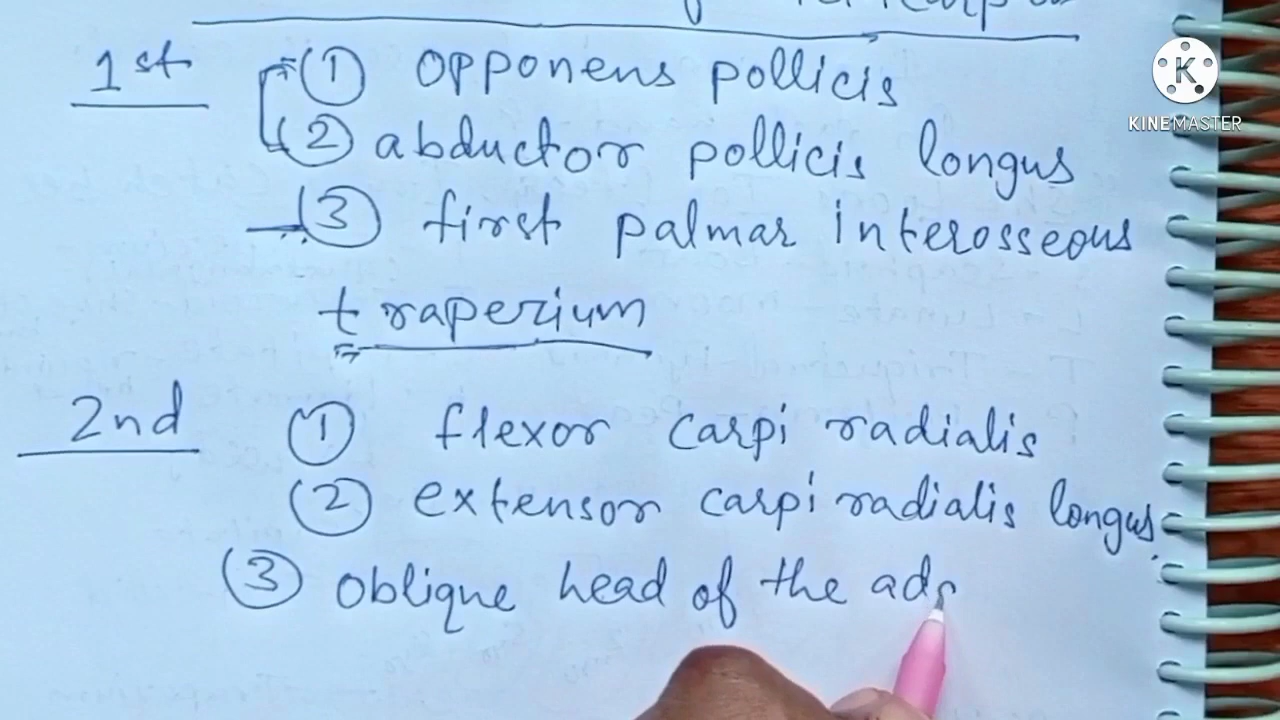 1st ① opponens pollicis
② abductor pollicis longus
③ first palmar interosseous
traperium
2nd ① flexor carpi radialis
② extensor carpi radialis longus
③ oblique head of the ad
K
KINEMASTER